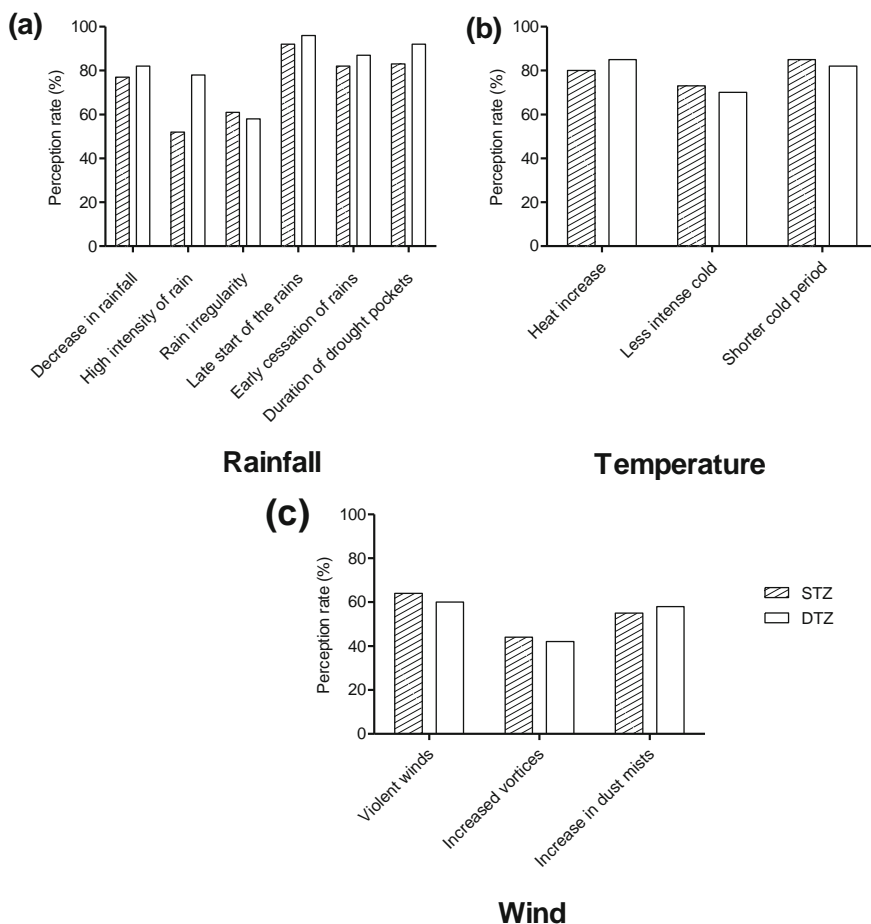 (a)
Perception rate (%)
100
80
60
40
20
0
Decrease in rainfall
High intensity of rain
Rain irregularity
Late start of the rains
Early cessation of rains
Duration of drought pockets
Rainfall
(b)
Perception rate (%)
100
80
60
40
20
0
Heat increase
Less intense cold
Shorter cold period
Temperature
(c)
Perception rate (%)
100
80
60
40
20
0
Violent winds
Increased vortices
Increase in dust mists
Wind
STZ
DTZ